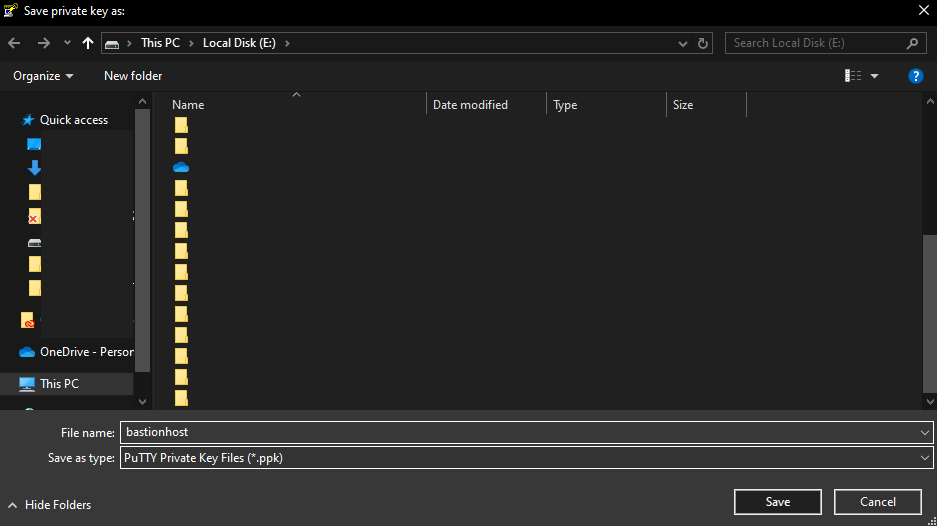 Save private key as:
This PC > Local Disk (E:) >
Search Local Disk (E:)
Organize
New folder
?
Name
Date modified
Type
Size
Quick access
OneDrive - Person
This PC
File name: bastionhost
Save as type: PuTTY Private Key Files (*.ppk)
Hide Folders
Save
Cancel